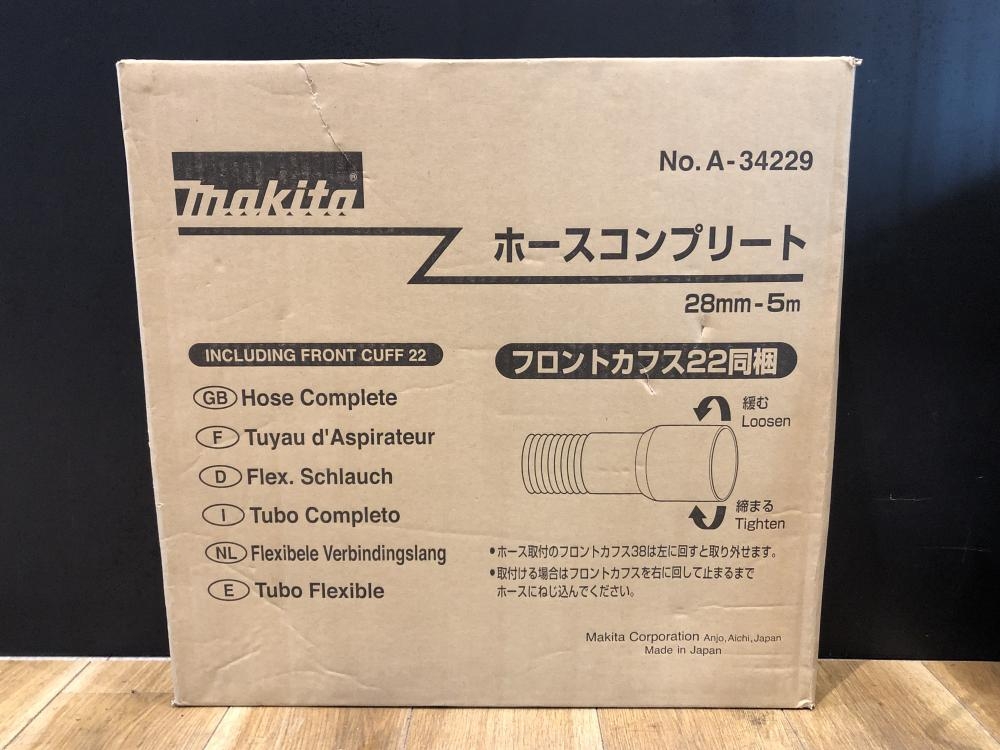 No. A-34229
makita®
ホースコンプリート
28mm-5m
INCLUDING FRONT CUFF 22
GB Hose Complete
F Tuyau d'Aspirateur
D Flex. Schlauch
I Tubo Completo
NL Flexibele Verbindingslang
E Tubo Flexible
フロントカフス22同梱
緩む
Loosen
締まる
Tighten
•ホース取付のフロントカフス38は左に回すと取り外せます。
•取付ける場合はフロントカフスを右に回して止まるまで
ホースにねじ込んでください。
Makita Corporation Anjo, Aichi, Japan
Made in Japan